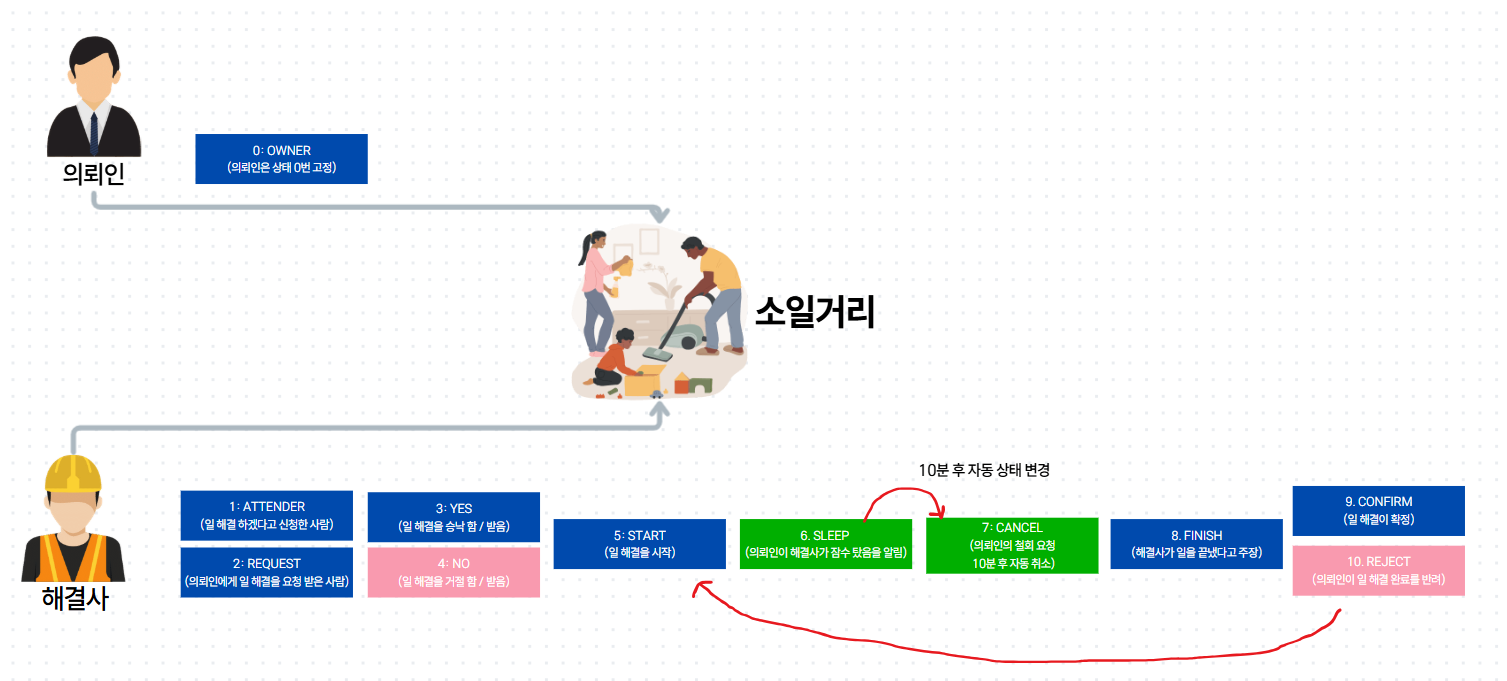 의뢰인
0: OWNER
(의뢰인은 상태 0번 고정)
소일거리
해결사
1: ATTENDER
(일 해결 하겠다고 신청한 사람)
2: REQUEST
(의뢰인에게 일 해결을 요청 받은 사람)
3: YES
(일 해결을 승낙 함 / 받음)
4: NO
(일 해결을 거절 함 / 받음)
5: START
(일 해결을 시작)
6. SLEEP
(의뢰인이 해결사가 잠수 탔음을 알림)
10분 후 자동 상태 변경
7: CANCEL
(의뢰인의 철회 요청
10분 후 자동 취소)
8. FINISH
(해결사가 일을 끝냈다고 주장)
9. CONFIRM
(일 해결이 확정)
10. REJECT
(의뢰인이 일 해결 완료를 반려)